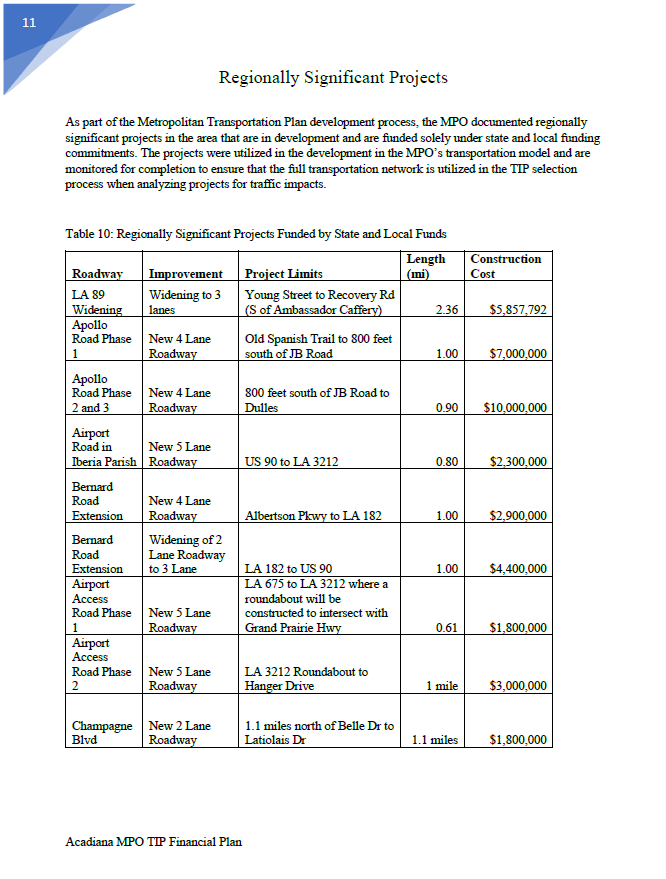 11
Regionally Significant Projects
As part of the Metropolitan Transportation Plan development process, the MPO documented regionally
significant projects in the area that are in development and are funded solely under state and local funding
commitments. The projects were utilized in the development in the MPO's transportation model and are
monitored for completion to ensure that the full transportation network is utilized in the TIP selection
process when analyzing projects for traffic impacts.
Table 10: Regionally Significant Projects Funded by State and Local Funds
Length Construction
Roadway Improvement Project Limits (mi) Cost
LA 89 Widening to 3 Young Street to Recovery Rd
Widening lanes (S of Ambassador Caffery) 2.36 $5,857,792
Apollo
Road Phase New 4 Lane Old Spanish Trail to 800 feet
1 Roadway south of JB Road 1.00 $7,000,000
Apollo
Road Phase New 4 Lane 800 feet south of JB Road to
2 and 3 Roadway Dulles 0.90 $10,000,000
Airport
Road in New 5 Lane
Iberia Parish Roadway US 90 to LA 3212 0.80 $2,300,000
Bernard
Road New 4 Lane
Extension Roadway Albertson Pkwy to LA 182 1.00 $2,900,000
Bernard Widening of 2
Road Lane Roadway
Extension to 3 Lane LA 182 to US 90 1.00 $4,400,000
Airport LA 675 to LA 3212 where a
Access roundabout will be
Road Phase New 5 Lane constructed to intersect with
1 Roadway Grand Prairie Hwy 0.61 $1,800,000
Airport
Access
Road Phase New 5 Lane LA 3212 Roundabout to
2 Roadway Hanger Drive 1 mile $3,000,000
Champagne New 2 Lane 1.1 miles north of Belle Dr to
Blvd Roadway Latiolais Dr 1.1 miles $1,800,000
Acadiana MPO TIP Financial Plan